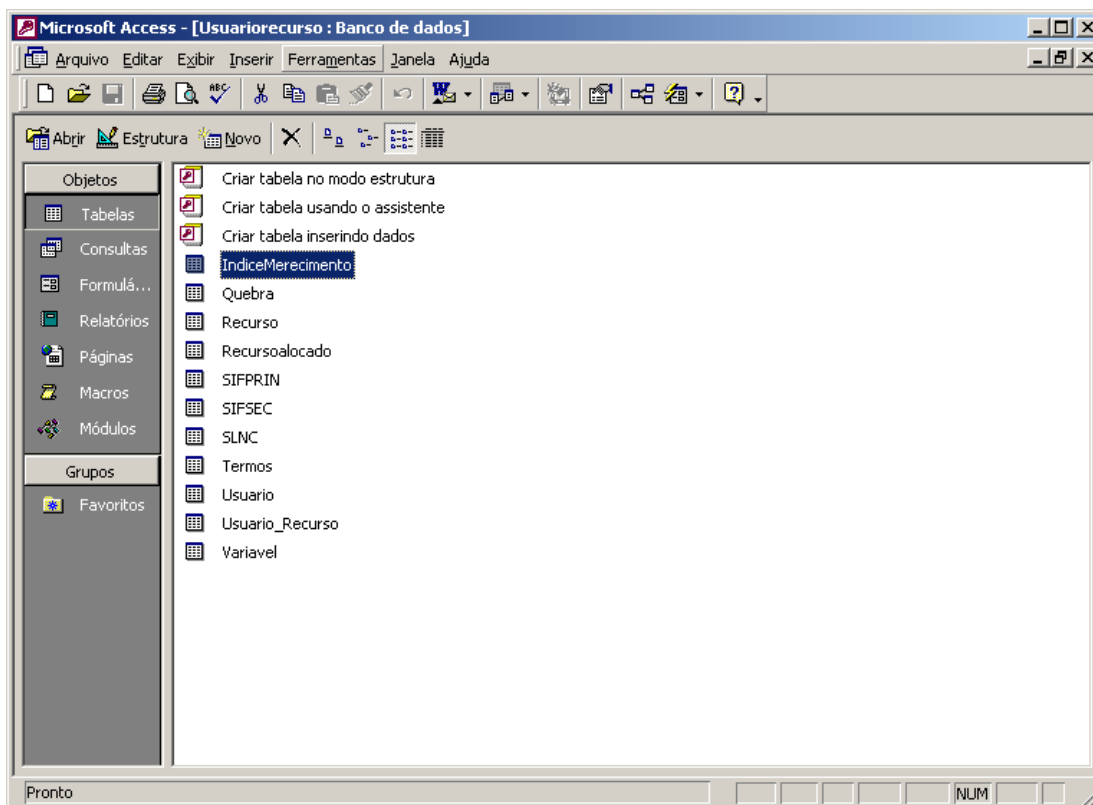 Microsoft Access - [Usuariorecurso : Banco de dados]
Arquivo Editar Exibir Inserir Ferramentas Janela Ajuda
Abrir Estrutura Novo
Objetos
Tabelas
Consultas
Formulá...
Relatórios
Páginas
Macros
Módulos
Grupos
Favoritos
Criar tabela no modo estrutura
Criar tabela usando o assistente
Criar tabela inserindo dados
IndiceMerecimento
Quebra
Recurso
Recursoalocado
SIFPRIN
SIFSEC
SLNC
Termos
Usuario
Usuario_Recurso
Variavel
Pronto
NUM